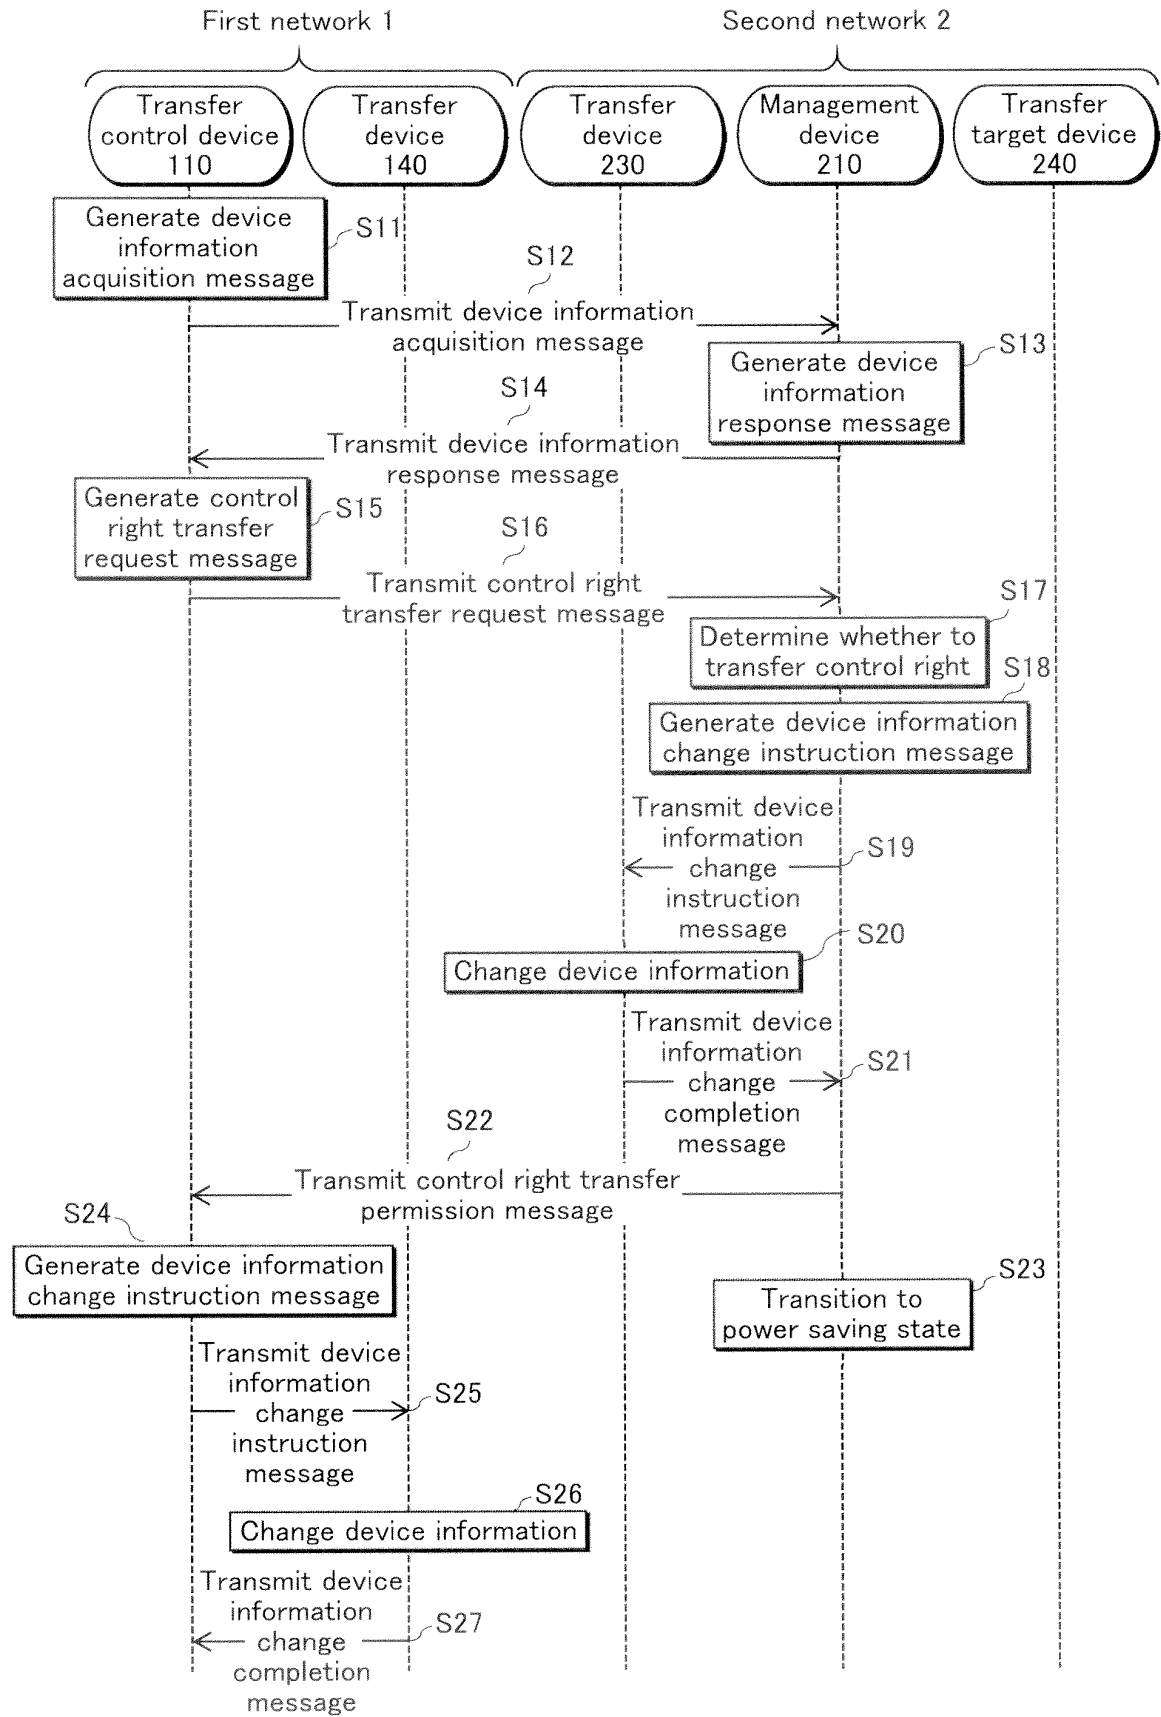 First network 1
Second network 2
Transfer
control device
110
Transfer
device
140
Transfer
device
230
Management
device
210
Transfer
target device
240
Generate device
information
acquisition message
S11
S12
Transmit device information
acquisition message
S13
Generate device
information
response message
S14
Transmit device information
response message
Generate control
right transfer
request message
S15
S16
Transmit control right
transfer request message
S17
Determine whether to
transfer control right
S18
Generate device information
change instruction message
Transmit device
information
change
instruction
message
S19
S20
Change device information
Transmit device
information
change
completion
message
S21
S22
Transmit control right transfer
permission message
S24
Generate device information
change instruction message
S23
Transition to
power saving state
Transmit device
information
change
instruction
message
S25
S26
Change device information
Transmit device
information
change
completion
message
S27